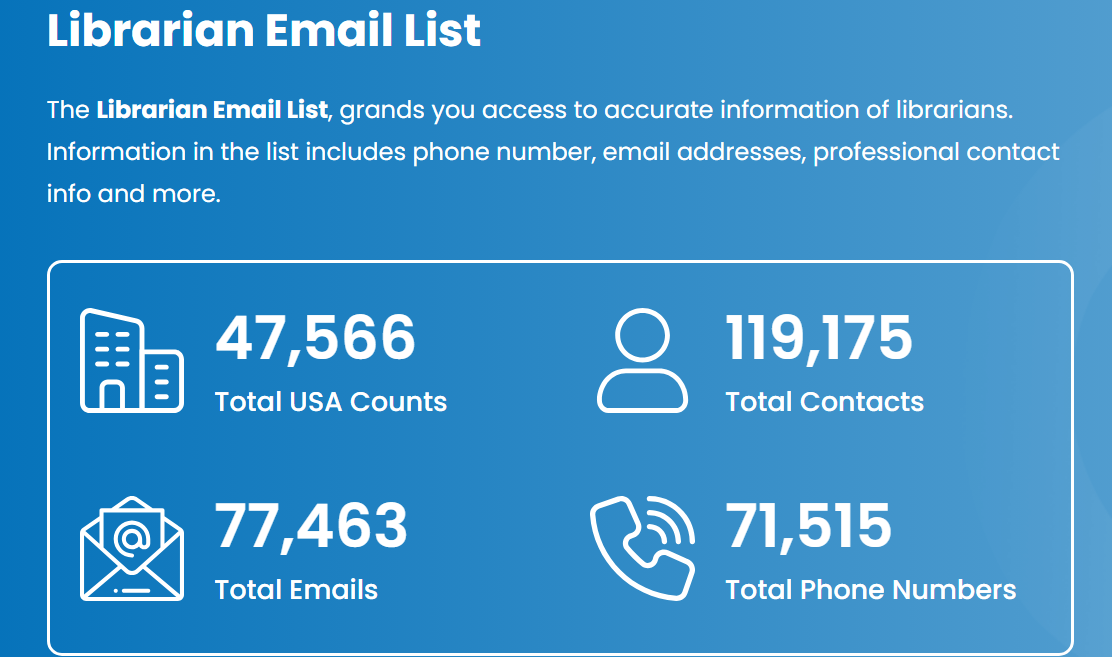 Librarian Email List
The Librarian Email List, grands you access to accurate information of librarians.
Information in the list includes phone number, email addresses, professional contact
info and more.
47,566
Total USA Counts
119,175
Total Contacts
77,463
Total Emails
71,515
Total Phone Numbers